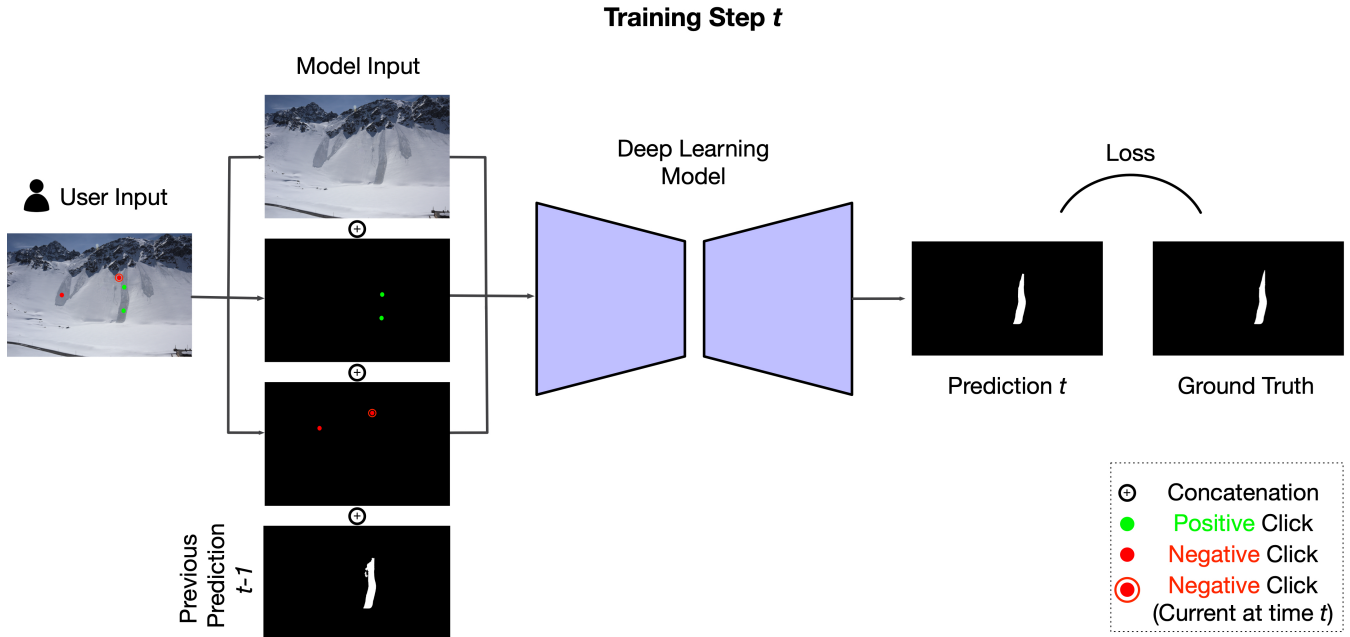 Training Step t
Model Input
User Input
Deep Learning
Model
Loss
Prediction t
Ground Truth
Previous
Prediction
t-1
Concatenation
Positive Click
Negative Click
Negative Click
(Current at time t)